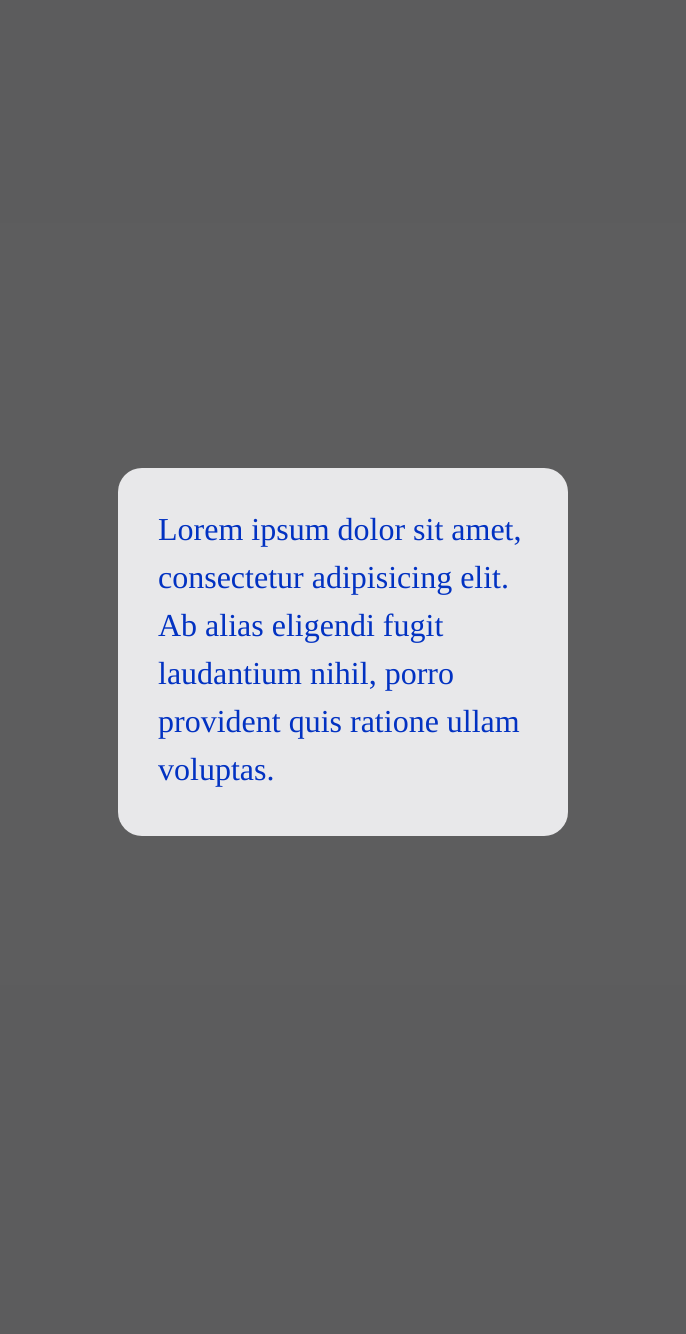 Lorem ipsum dolor sit amet,
consectetur adipisicing elit.
Ab alias eligendi fugit
laudantium nihil, porro
provident quis ratione ullam
voluptas.